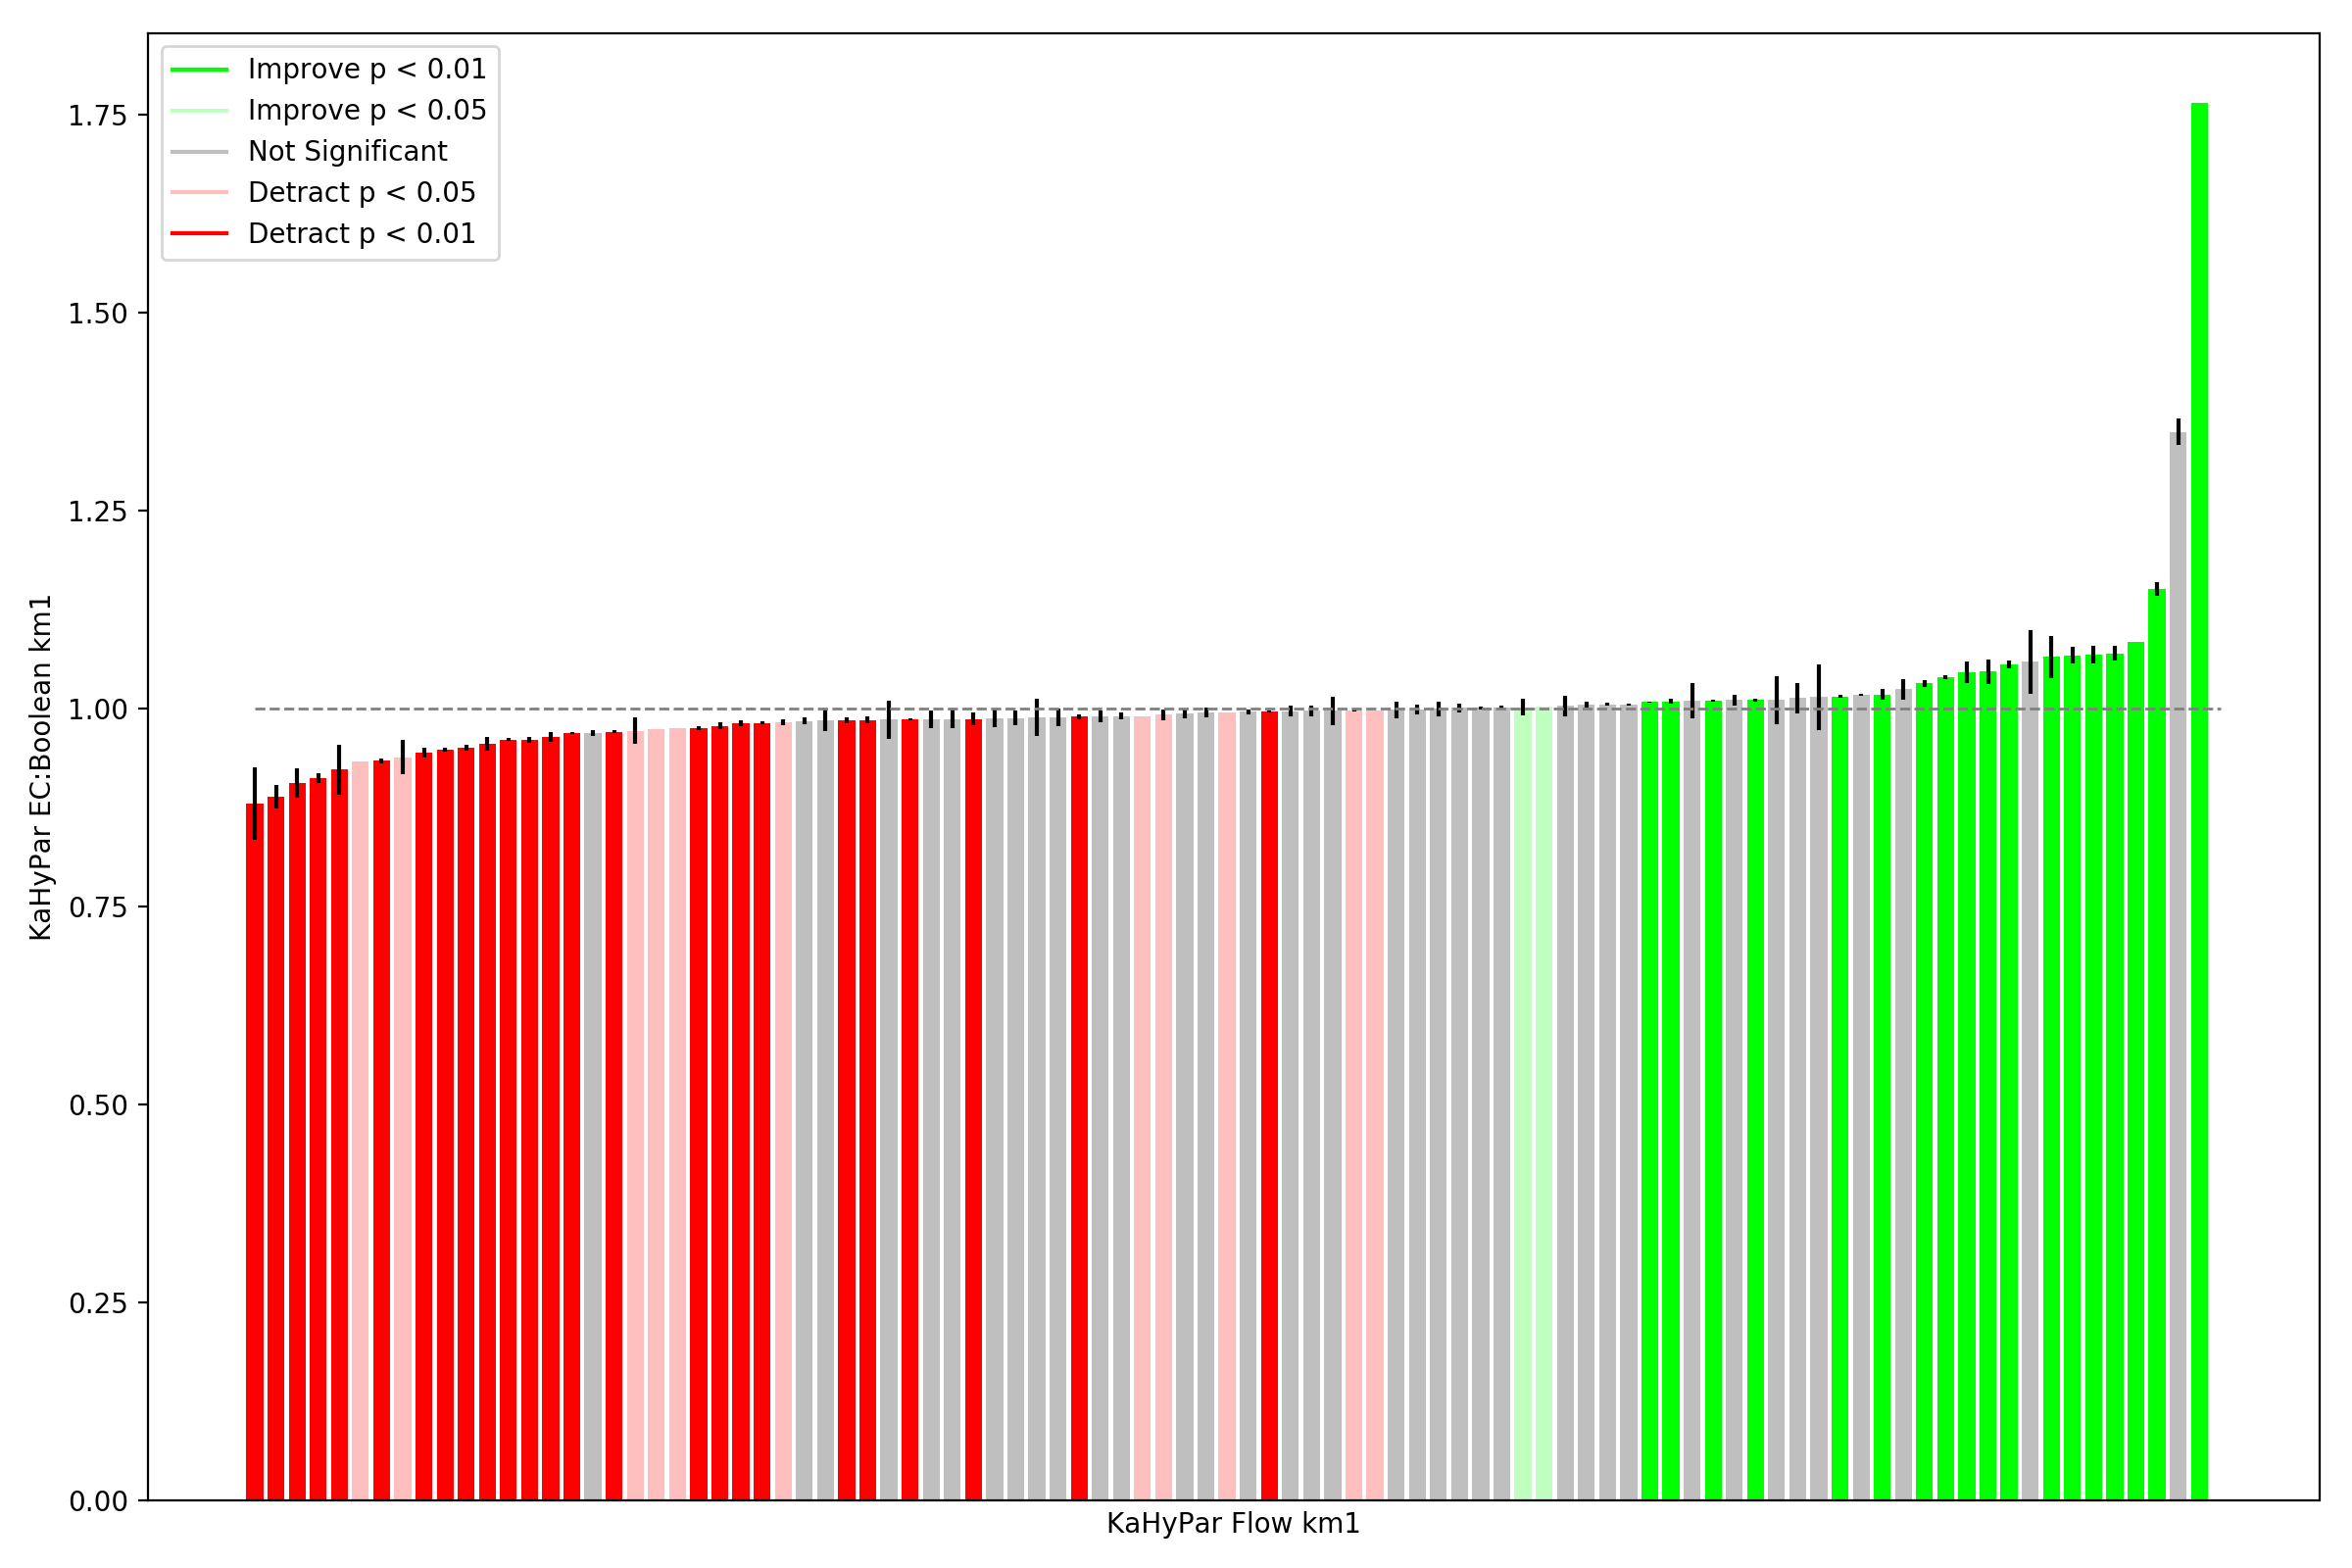 Improve p < 0.01
Improve p < 0.05
Not Significant
Detract p < 0.05
Detract p < 0.01
1.75
1.50
1.25
1.00
0.75
0.50
0.25
0.00
KaHyPar EC:Boolean km1
KaHyPar Flow km1